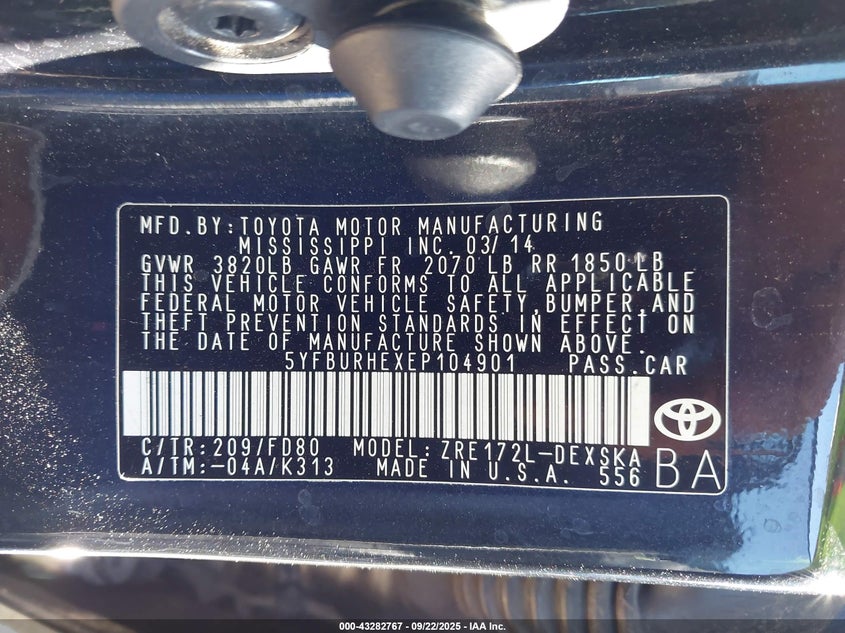 MFD.BY:TOYOTA MOTOR MANUFACTURING
MISSISSIPPI INC. 03/14
GVWR 3820LB GAWR FR 2070 LB RR 1850 LB
THIS VEHICLE CONFORMS TO ALL APPLICABLE
FEDERAL MOTOR VEHICLE SAFETY,BUMPER,AND
THEFT PREVENTION STANDARDS IN EFFECT ON
THE DATE OF MANUFACTURE SHOWN ABOVE.
5YFBURHEXEP104901 PASS.CAR
C/TR:209/FD80 MODEL:ZRE172L-DEXSKA
A/TM:-04A/K313 MADE IN U.S.A. 556 BA
000-43282767 - 09/22/2025 - IAA Inc.